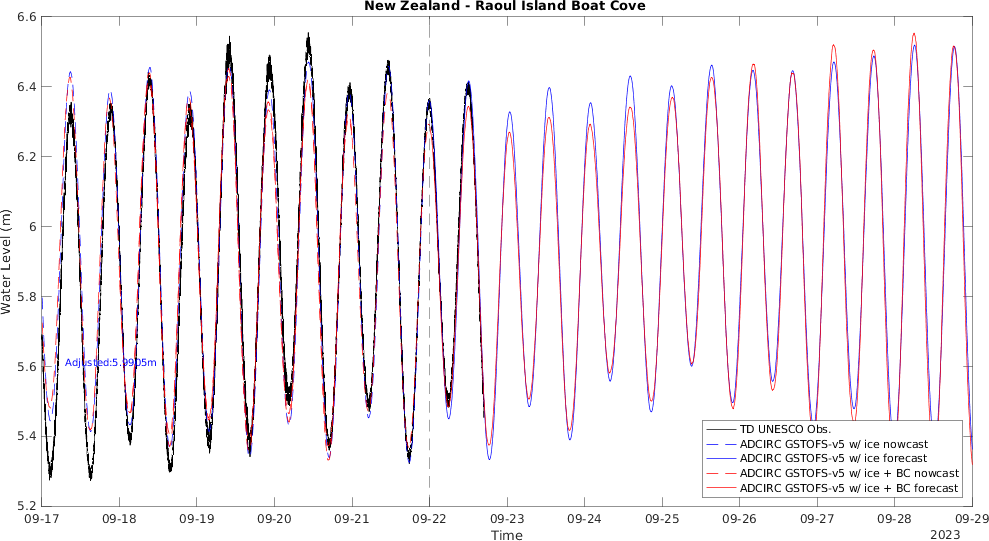 New Zealand - Raoul Island Boat Cove
6.6
6.4
6.2
6
5.8
5.6
5.4
5.2
Water Level (m)
Adjusted:5.9905m
TD UNESCO Obs.
ADCIRC GSTOFS-v5 w/ ice nowcast
ADCIRC GSTOFS-v5 w/ ice forecast
ADCIRC GSTOFS-v5 w/ ice + BC nowcast
ADCIRC GSTOFS-v5 w/ ice + BC forecast
09-17 09-18 09-19 09-20 09-21 09-22 09-23 09-24 09-25 09-26 09-27 09-28 09-29
Time
2023